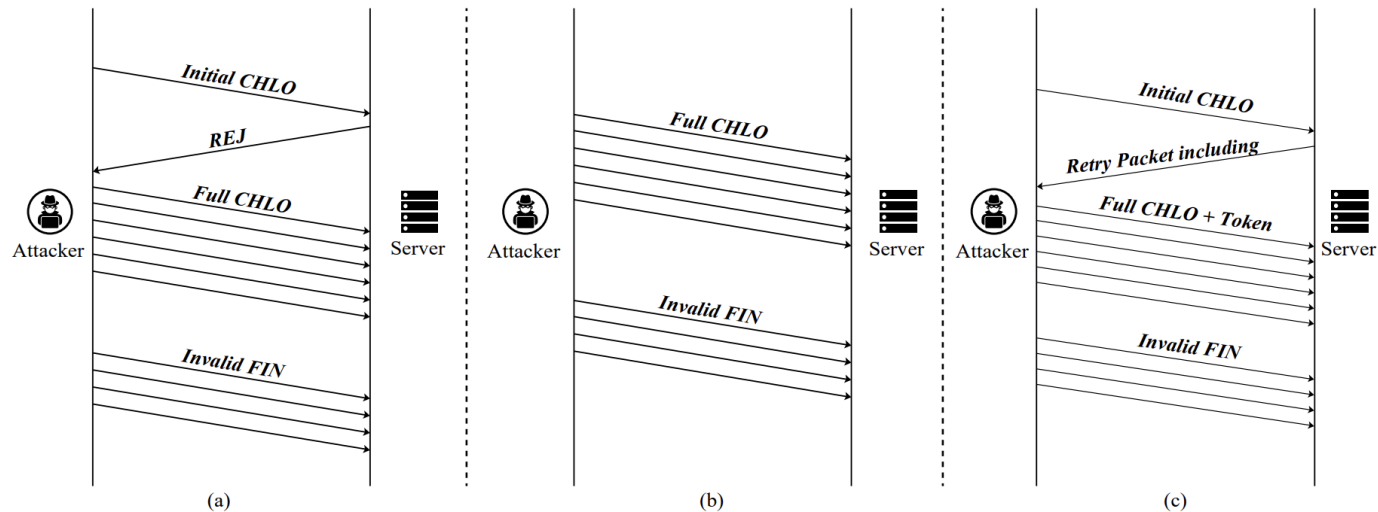 Initial CHLO
REJ
Full CHLO
Attacker
Server
Invalid FIN
(a)
Full CHLO
Attacker
Server
Invalid FIN
(b)
Initial CHLO
Retry Packet including
Full CHLO + Token
Attacker
Server
Invalid FIN
(c)